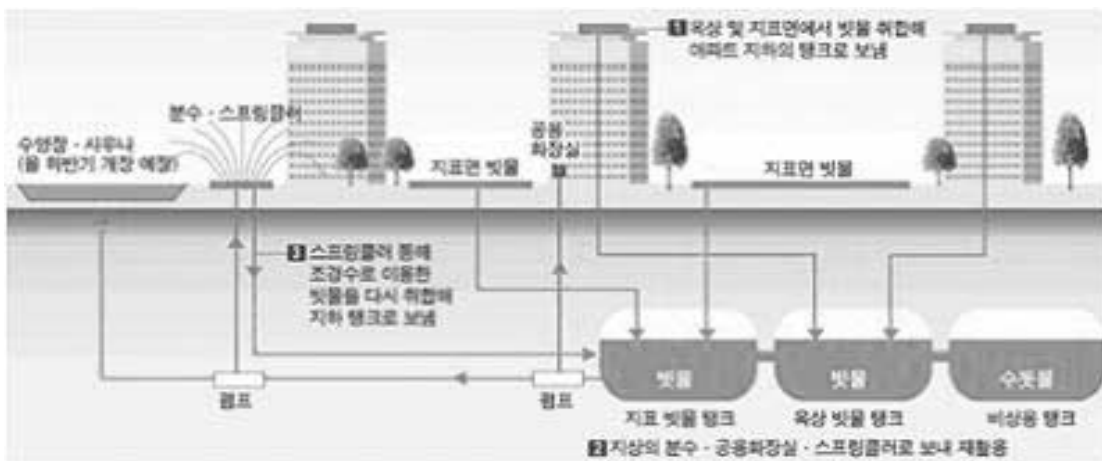 1 옥상 및 지표면에서 빗물 취합해
아파트 지하의 탱크로 보냄
분수·스프링클러
수영장·사우나
(올 하반기 개장 예정)
공용
화장실
지표면 빗물
지표면 빗물
3 스프링클러 통해
조경수로 이용한
빗물을 다시 취합해
지하 탱크로 보냄
빗물
빗물
수돗물
펌프
펌프
지표 빗물 탱크
옥상 빗물 탱크
비상용 탱크
2 지상의 분수·공용화장실·스프링클러로 보내 재활용